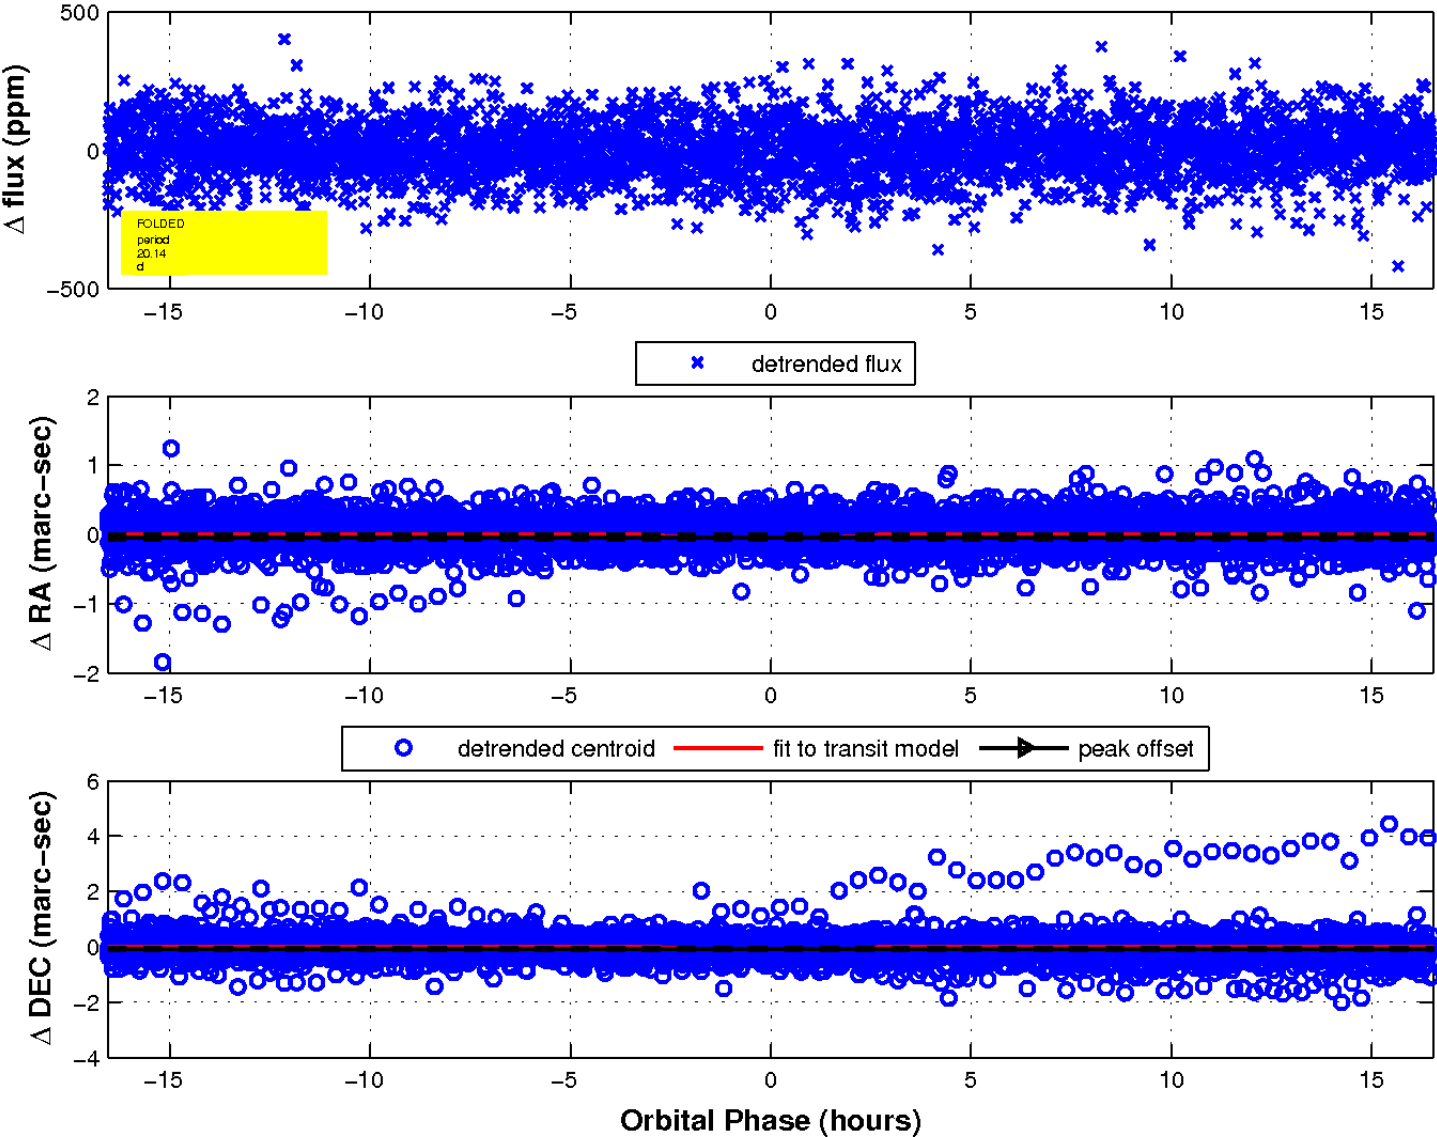 500
0
−500
Δ flux (ppm)
FOLDED
period
20.14
d
−15 −10 −5 0 5 10 15
detrended flux
2
1
0
−1
−2
Δ RA (marc−sec)
−15 −10 −5 0 5 10 15
detrended centroid fit to transit model peak offset
6
4
2
0
−2
−4
Δ DEC (marc−sec)
−15 −10 −5 0 5 10 15
Orbital Phase (hours)